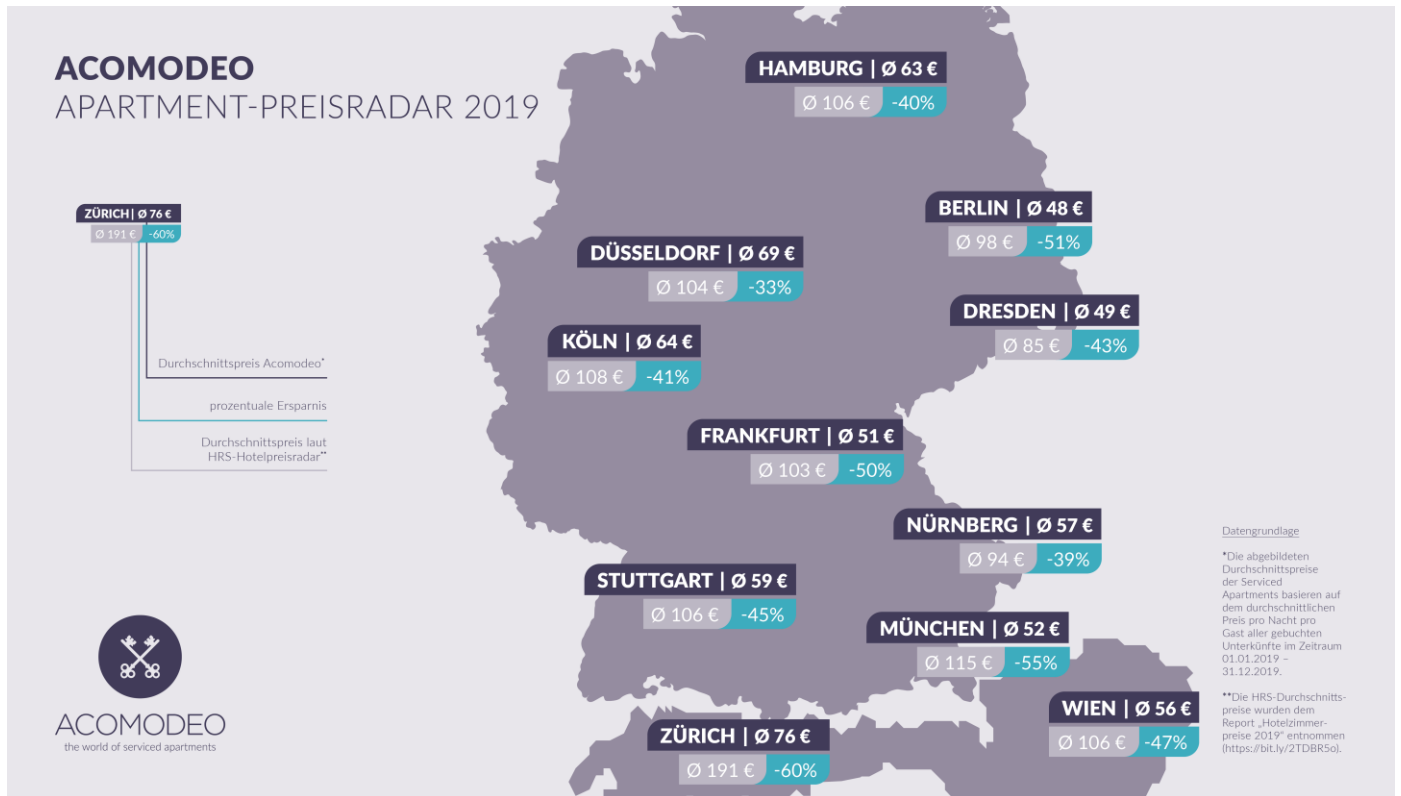 ACOMODEO
APARTMENT-PREISRADAR 2019
ZÜRICH| Ø 76 €
Ø 191 € -60%
Durchschnittspreis Acomodeo*
prozentuale Ersparnis
Durchschnittspreis laut
HRS-Hotelpreisradar**
HAMBURG | Ø 63 €
Ø 106 € -40%
BERLIN | Ø 48 €
Ø 98 € -51%
DÜSSELDORF | Ø 69 €
Ø 104 € -33%
DRESDEN | Ø 49 €
Ø 85 € -43%
KÖLN | Ø 64 €
Ø 108 € -41%
FRANKFURT | Ø 51 €
Ø 103 € -50%
NÜRNBERG | Ø 57 €
Ø 94 € -39%
STUTTGART | Ø 59 €
Ø 106 € -45%
MÜNCHEN | Ø 52 €
Ø 115 € -55%
WIEN | Ø 56 €
Ø 106 € -47%
ZÜRICH | Ø 76 €
Ø 191 € -60%
ACOMODEO
the world of serviced apartments
Datengrundlage
*Die abgebildeten
Durchschnittspreise
der Serviced
Apartments basieren auf
dem durchschnittlichen
Preis pro Nacht pro
Gast aller gebuchten
Unterkünfte im Zeitraum
01.01.2019 –
31.12.2019.
**Die HRS-Durchschnitts-
preise wurden dem
Report „Hotelzimmer-
preise 2019" entnommen
(https://bit.ly/2TDBR5o).